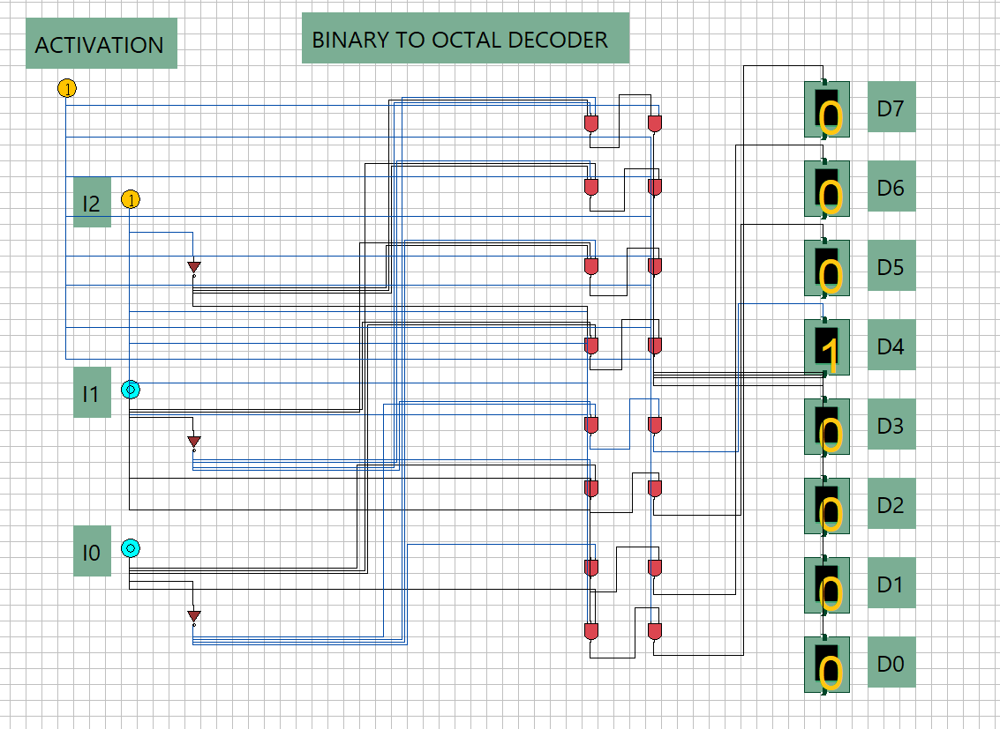 ACTIVATION
BINARY TO OCTAL DECODER
1
0 D7
0 D6
I2 1
0 D5
1 D4
I1 0
0 D3
0 D2
I0 0
0 D1
0 D0